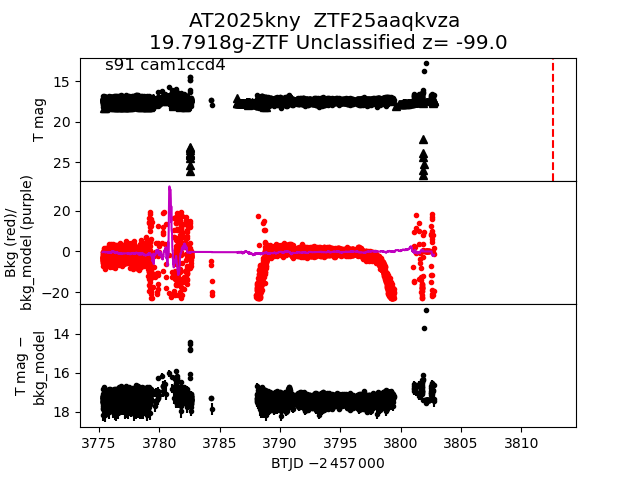 AT2025kny  ZTF25aaqkvza
19.7918g-ZTF Unclassified z= -99.0
s91 cam1ccd4
15
20
25
T mag
20
0
−20
Bkg (red)/
bkg_model (purple)
14
16
18
T mag −
bkg_model
3775 3780 3785 3790 3795 3800 3805 3810
BTJD −2 457 000